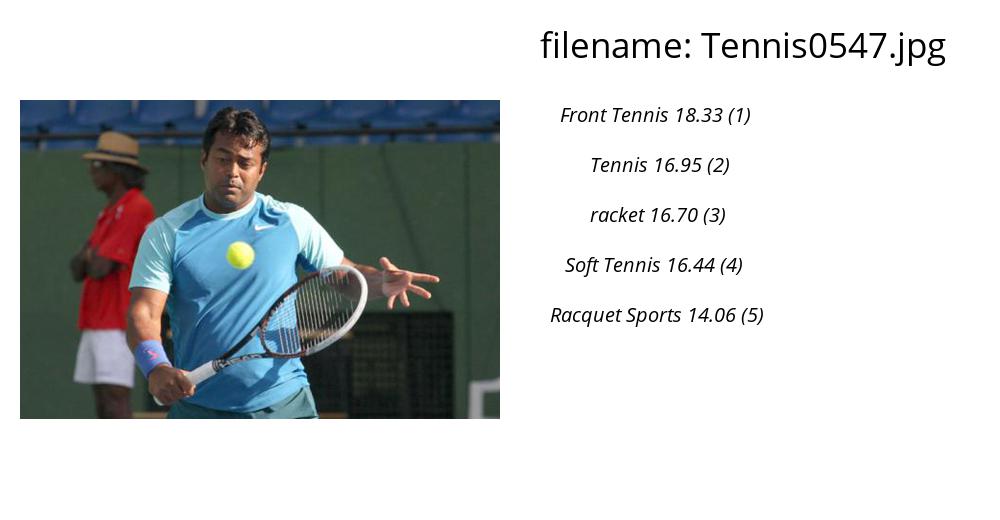 filename: Tennis0547.jpg
Front Tennis 18.33 (1)
Tennis 16.95 (2)
racket 16.70 (3)
Soft Tennis 16.44 (4)
Racquet Sports 14.06 (5)